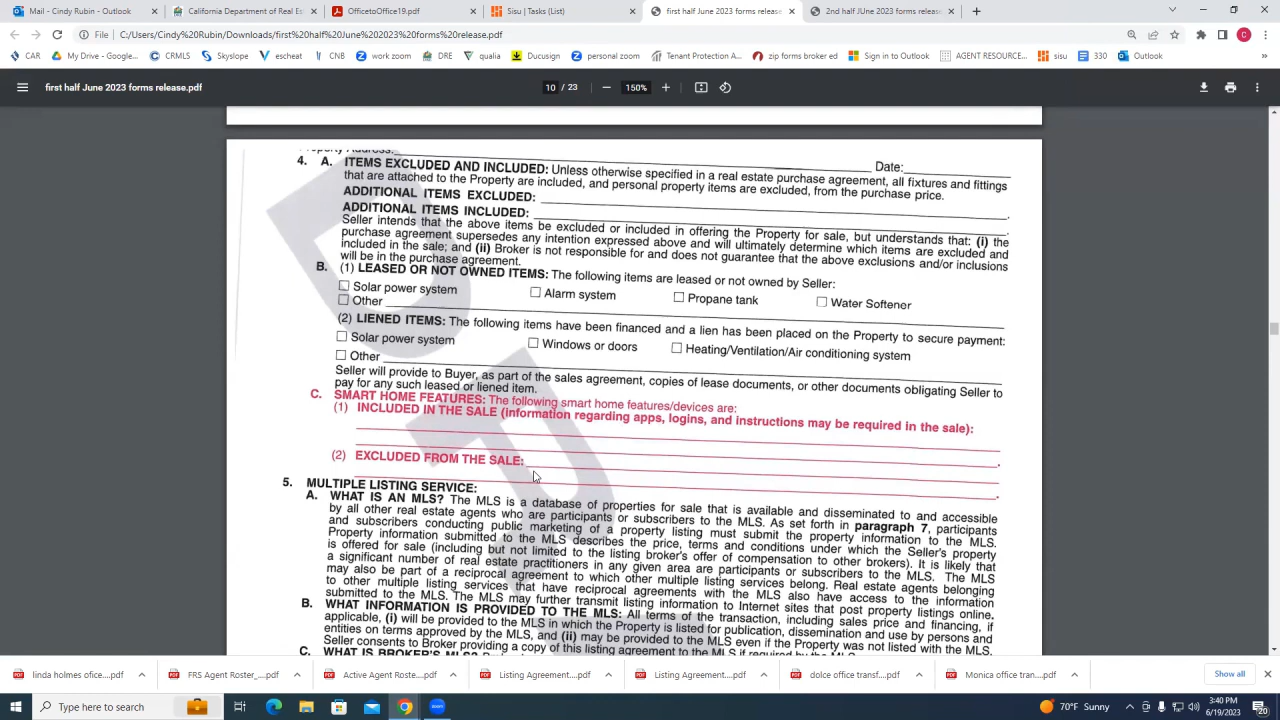 Mail - Cindy Rubin - Outlook
California Department of Real Est
OfficetoOffice19.pdf
Sisu | Tasks (List)
first half June 2023 forms release
2nd half JUne 2023 forms release
File
C:/Users/Cindy%20Rubin/Downloads/first%20half%20June%202023%20forms%20release.pdf
C
CAR
My Drive - Google...
CRMLS
Skyslope
escheat
CNB
work zoom
DRE
qualia
Docusign
personal zoom
Tenant Protection A...
zip forms broker ed
Sign in to Outlook
AGENT RESOURCE...
sisu
330
Outlook
first half June 2023 forms release.pdf
10 / 23
150%
Property Address:
Date:
4. A. ITEMS EXCLUDED AND INCLUDED: Unless otherwise specified in a real estate purchase agreement, all fixtures and fittings
that are attached to the Property are included, and personal property items are excluded, from the purchase price.
ADDITIONAL ITEMS EXCLUDED:
ADDITIONAL ITEMS INCLUDED:
Seller intends that the above items be excluded or included in offering the Property for sale, but understands that: (i) the
purchase agreement supersedes any intention expressed above and will ultimately determine which items are excluded and
included in the sale; and (ii) Broker is not responsible for and does not guarantee that the above exclusions and/or inclusions
will be in the purchase agreement.
B. (1) LEASED OR NOT OWNED ITEMS: The following items are leased or not owned by Seller:
Solar power system Alarm system Propane tank Water Softener
Other
(2) LIENED ITEMS: The following items have been financed and a lien has been placed on the Property to secure payment:
Solar power system Windows or doors Heating/Ventilation/Air conditioning system
Other
Seller will provide to Buyer, as part of the sales agreement, copies of lease documents, or other documents obligating Seller to
pay for any such leased or liened item.
C. SMART HOME FEATURES: The following smart home features/devices are:
(1) INCLUDED IN THE SALE (information regarding apps, logins, and instructions may be required in the sale):
(2) EXCLUDED FROM THE SALE:
5. MULTIPLE LISTING SERVICE:
A. WHAT IS AN MLS? The MLS is a database of properties for sale that is available and disseminated to and accessible
by all other real estate agents who are participants or subscribers to the MLS. As set forth in paragraph 7, participants
and subscribers conducting public marketing of a property listing must submit the property information to the MLS.
Property information submitted to the MLS describes the price, terms and conditions under which the Seller's property
is offered for sale (including but not limited to the listing broker's offer of compensation to other brokers). It is likely that
a significant number of real estate practitioners in any given area are participants or subscribers to the MLS. The MLS
may also be part of a reciprocal agreement to which other multiple listing services belong. Real estate agents belonging
to other multiple listing services that have reciprocal agreements with the MLS also have access to the information
submitted to the MLS. The MLS may further transmit listing information to Internet sites that post property listings online.
B. WHAT INFORMATION IS PROVIDED TO THE MLS: All terms of the transaction, including sales price and financing, if
applicable, (i) will be provided to the MLS in which the Property is listed for publication, dissemination and use by persons and
entities on terms approved by the MLS, and (ii) may be provided to the MLS even if the Property was not listed with the MLS.
Seller consents to Broker providing a copy of this listing agreement to the MLS if required by the MLS.
C. WHAT IS BROKER'S MLS?
linda holmes ofice....pdf
FRS Agent Roster_....pdf
Active Agent Roste....pdf
Listing Agreement....pdf
Listing Agreement....pdf
dolce office transf....pdf
Monica office tran....pdf
Show all
Type here to search
zoom
70°F Sunny
3:40 PM
6/19/2023
20